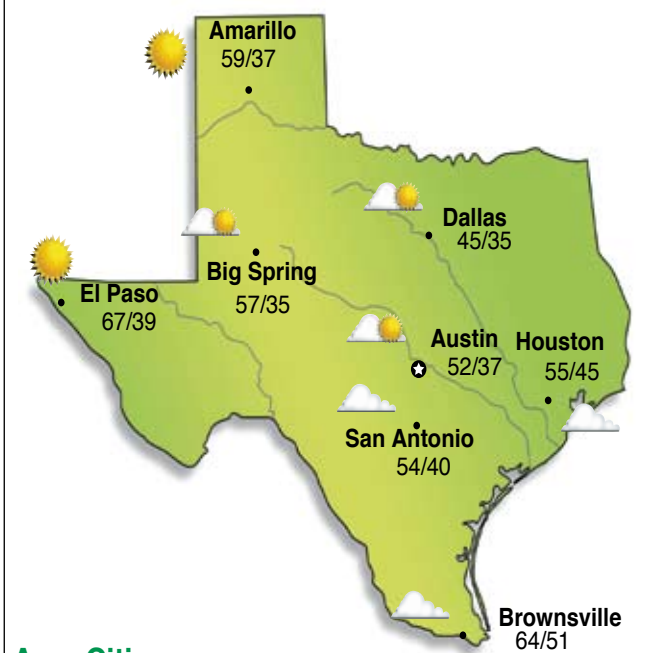 Amarillo
59/37
Dallas
45/35
Big Spring
57/35
El Paso
67/39
Austin
52/37
Houston
55/45
San Antonio
54/40
Brownsville
64/51